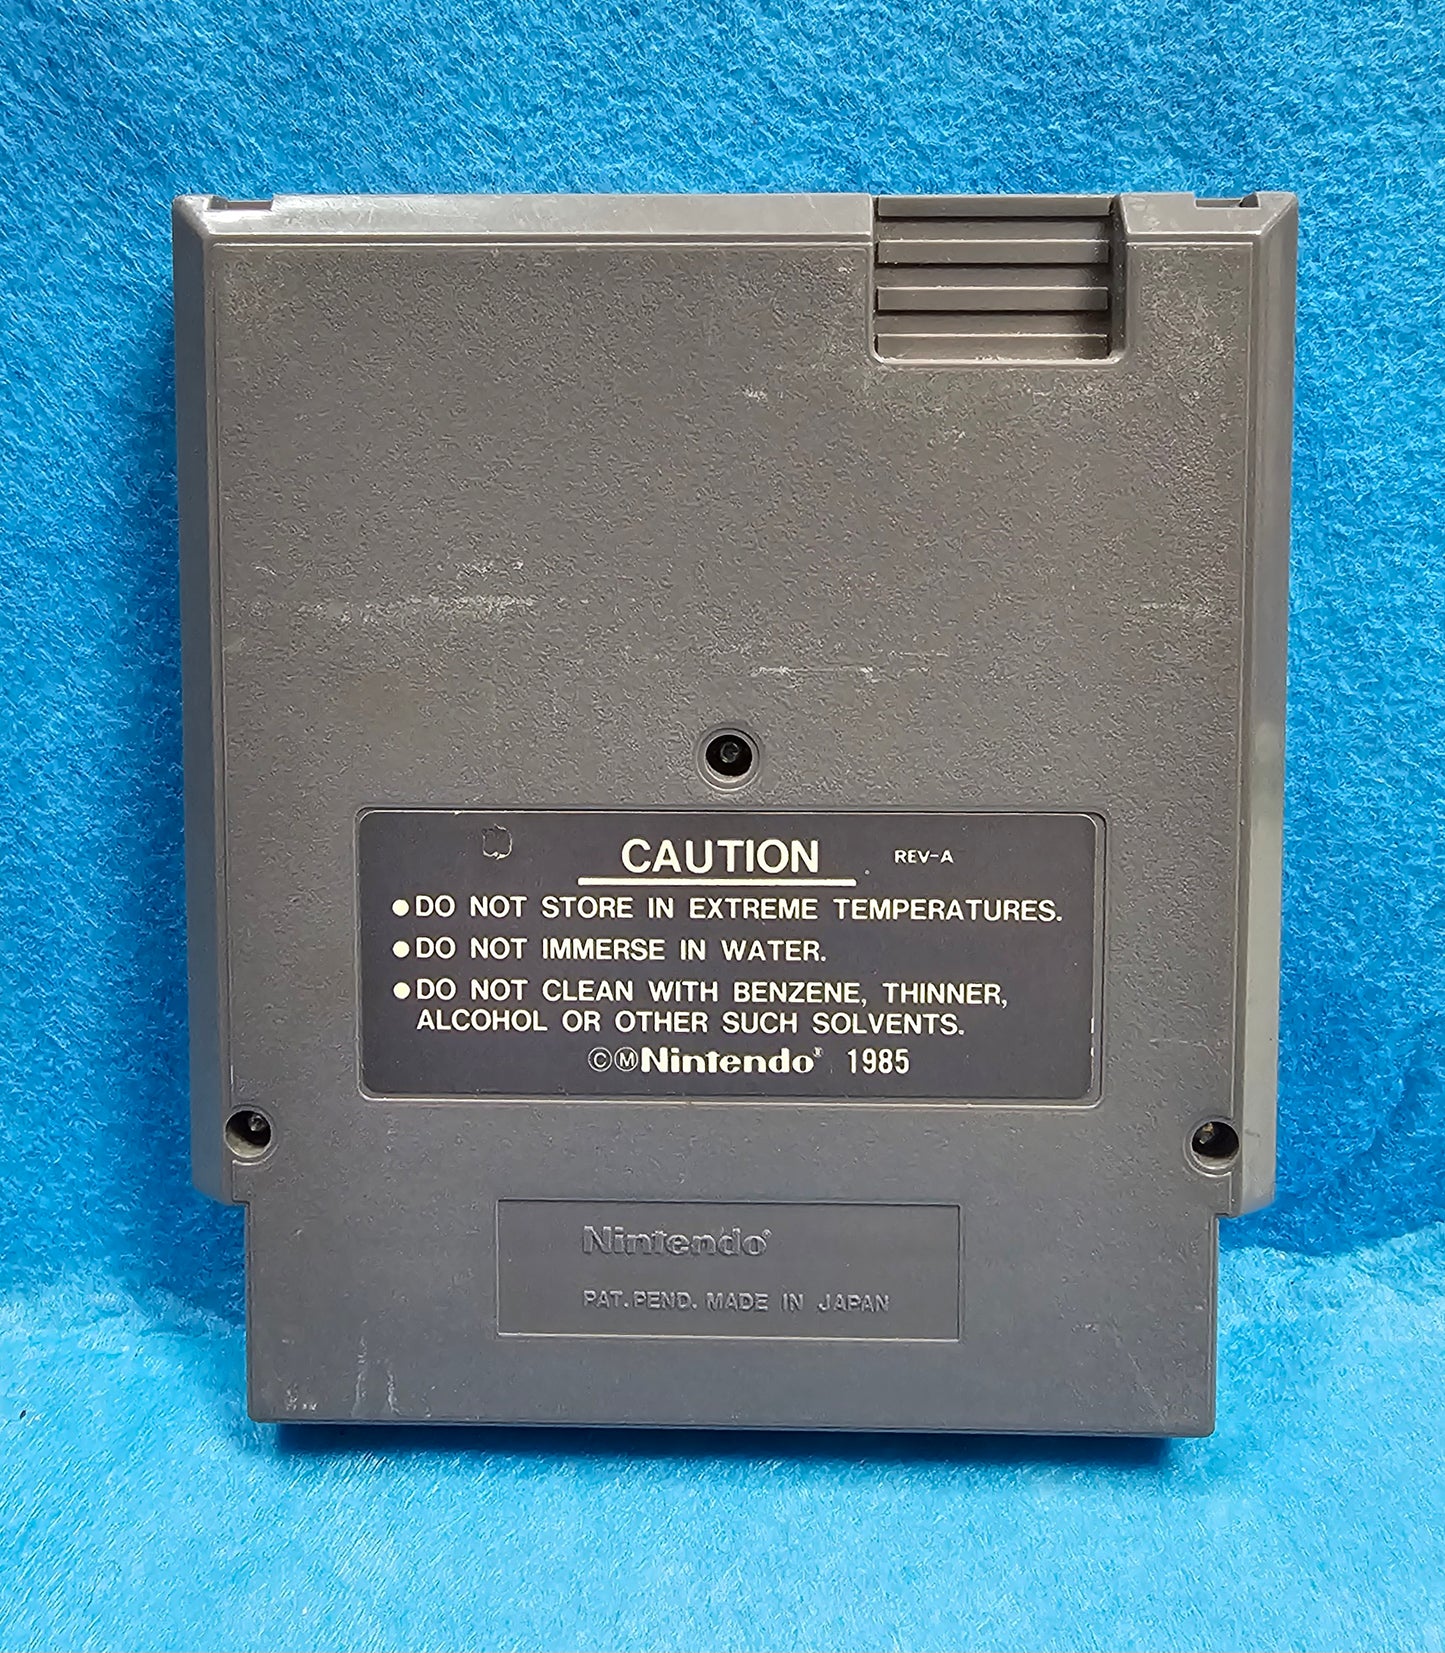 CAUTION REV-A
●DO NOT STORE IN EXTREME TEMPERATURES.
●DO NOT IMMERSE IN WATER.
●DO NOT CLEAN WITH BENZENE, THINNER,
ALCOHOL OR OTHER SUCH SOLVENTS.
ⒸⓂNintendo® 1985
Nintendo®
PAT.PEND. MADE IN JAPAN